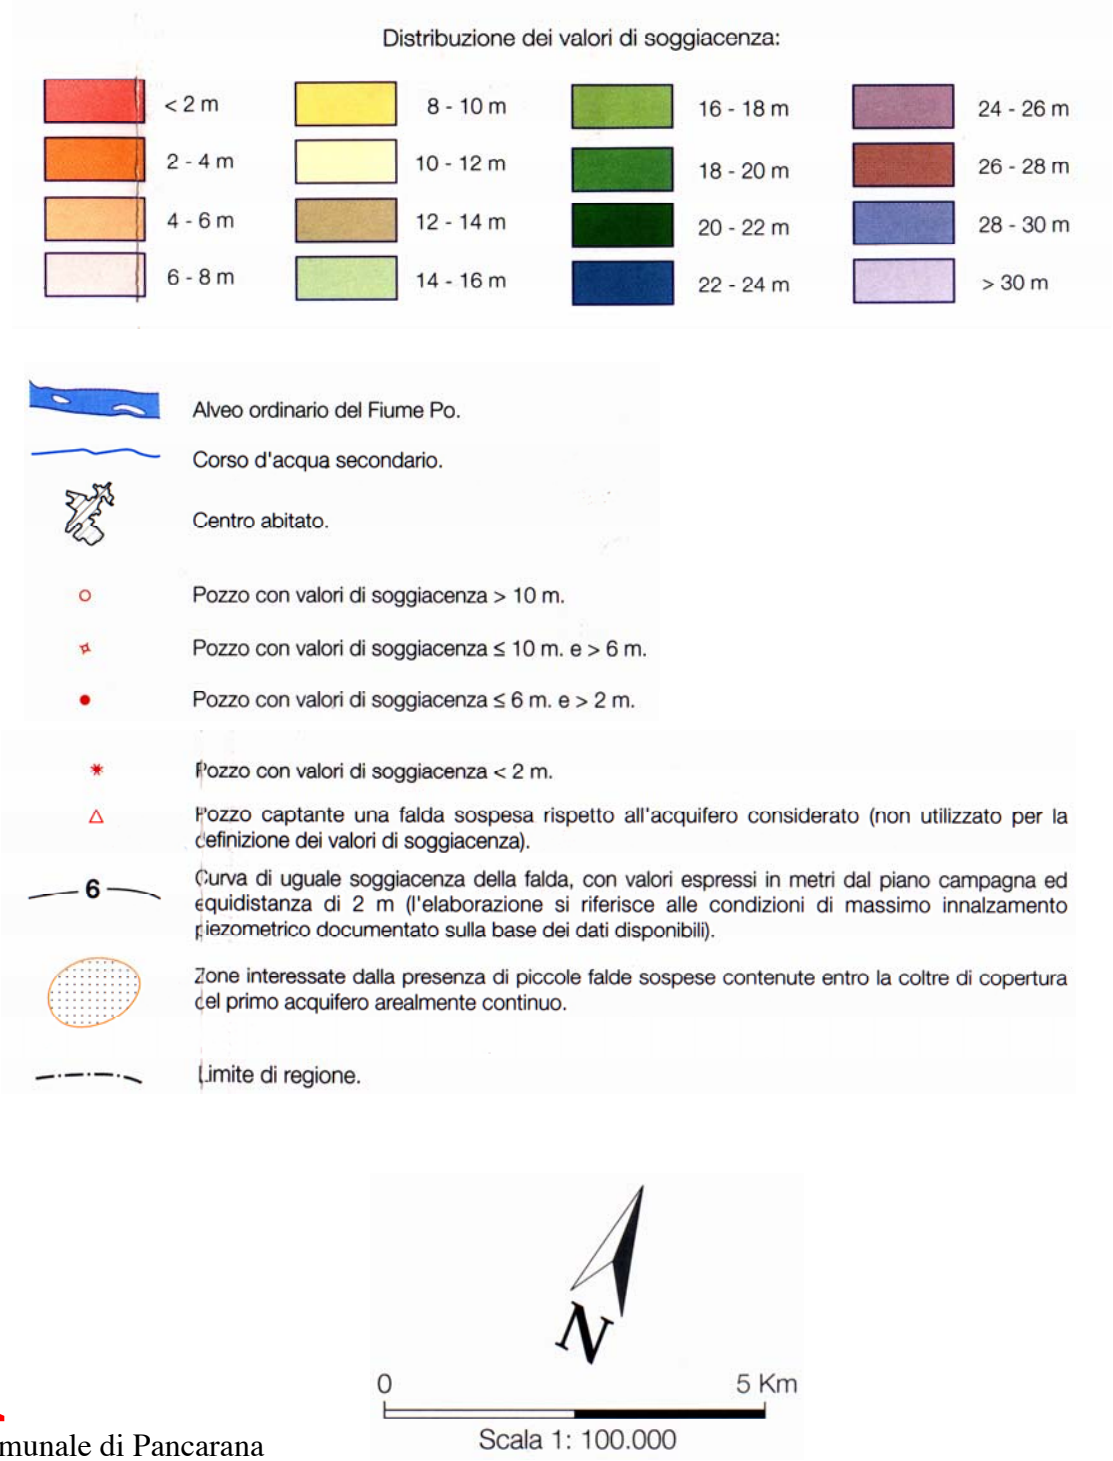 Distribuzione dei valori di soggiacenza:
< 2 m
8 - 10 m
16 - 18 m
24 - 26 m
2 - 4 m
10 - 12 m
18 - 20 m
26 - 28 m
4 - 6 m
12 - 14 m
20 - 22 m
28 - 30 m
6 - 8 m
14 - 16 m
22 - 24 m
> 30 m
Alveo ordinario del Fiume Po.
Corso d'acqua secondario.
Centro abitato.
Pozzo con valori di soggiacenza > 10 m.
Pozzo con valori di soggiacenza ≤ 10 m. e > 6 m.
Pozzo con valori di soggiacenza ≤ 6 m. e > 2 m.
Pozzo con valori di soggiacenza < 2 m.
Pozzo captante una falda sospesa rispetto all'acquifero considerato (non utilizzato per la
definizione dei valori di soggiacenza).
6
Curva di uguale soggiacenza della falda, con valori espressi in metri dal piano campagna ed
equidistanza di 2 m (l'elaborazione si riferisce alle condizioni di massimo innalzamento
piezometrico documentato sulla base dei dati disponibili).
Zone interessate dalla presenza di piccole falde sospese contenute entro la coltre di copertura
del primo acquifero arealmente continuo.
Limite di regione.
N
0 5 Km
Scala 1: 100.000
munale di Pancarana